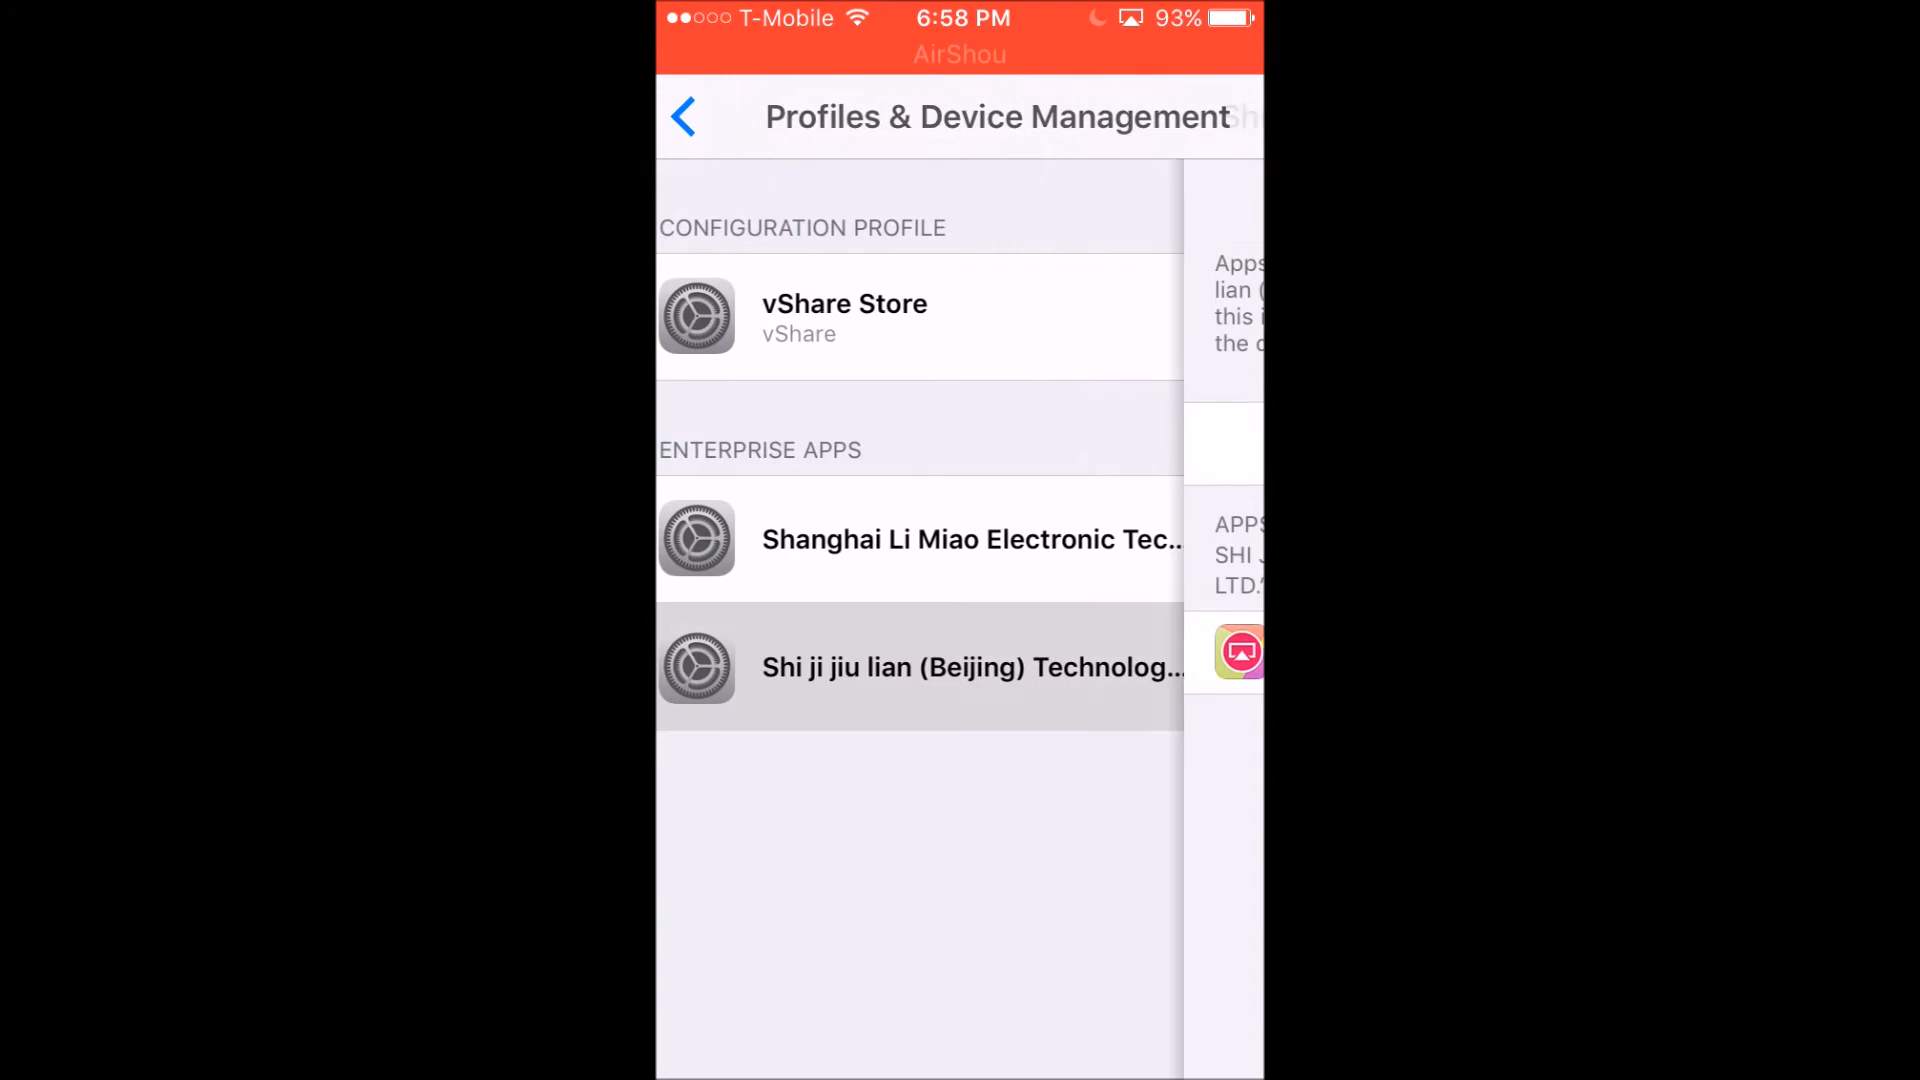 T-Mobile 6:58 PM 93%
AirShou
Profiles & Device Management
CONFIGURATION PROFILE
vShare Store
vShare
ENTERPRISE APPS
Shanghai Li Miao Electronic Tec...
Shi ji jiu lian (Beijing) Technolog...
Apps
lian (
this i
the d
APPS
SHI J
LTD."